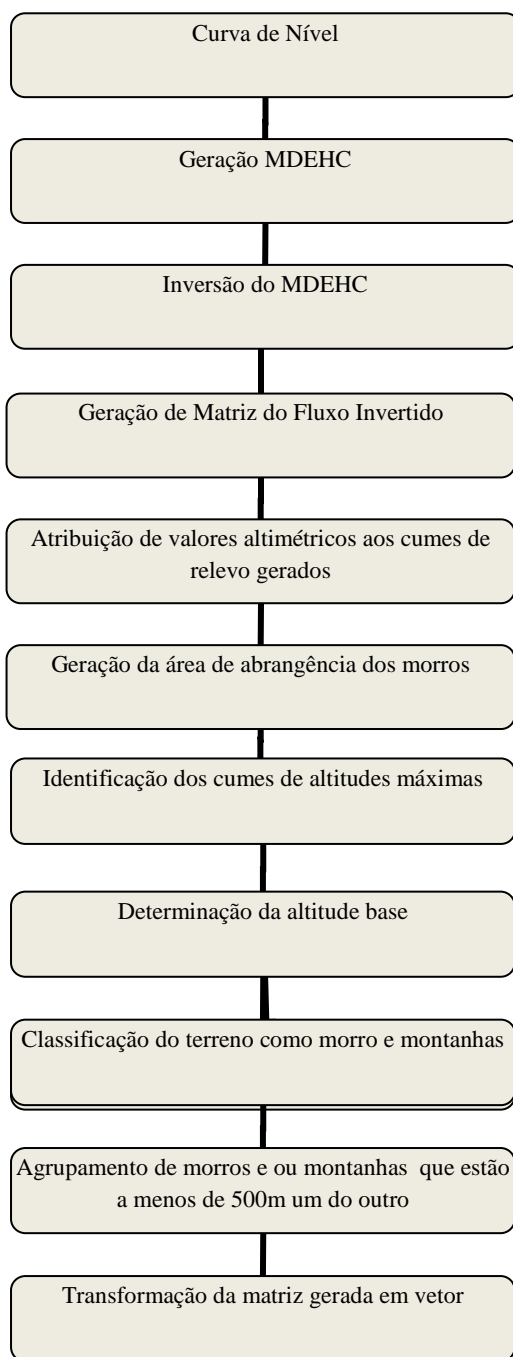 Curva de Nível
Geração MDEHC
Inversão do MDEHC
Geração de Matriz do Fluxo Invertido
Atribuição de valores altimétricos aos cumes de
relevo gerados
Geração da área de abrangência dos morros
Identificação dos cumes de altitudes máximas
Determinação da altitude base
Classificação do terreno como morro e montanhas
Agrupamento de morros e ou montanhas que estão
a menos de 500m um do outro
Transformação da matriz gerada em vetor